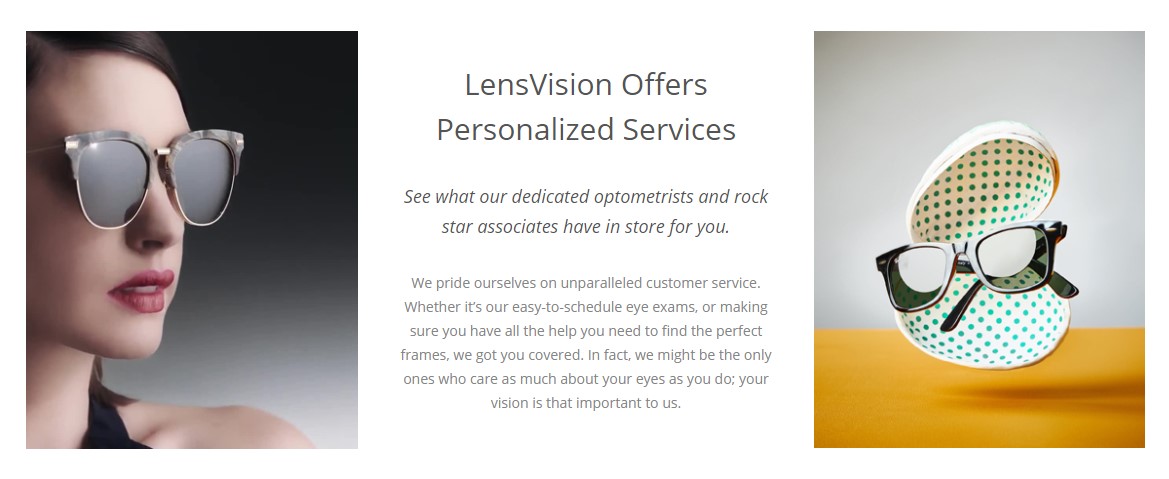 LensVision Offers
Personalized Services
See what our dedicated optometrists and rock
star associates have in store for you.
We pride ourselves on unparalleled customer service.
Whether it’s our easy-to-schedule eye exams, or making
sure you have all the help you need to find the perfect
frames, we got you covered. In fact, we might be the only
ones who care as much about your eyes as you do; your
vision is that important to us.